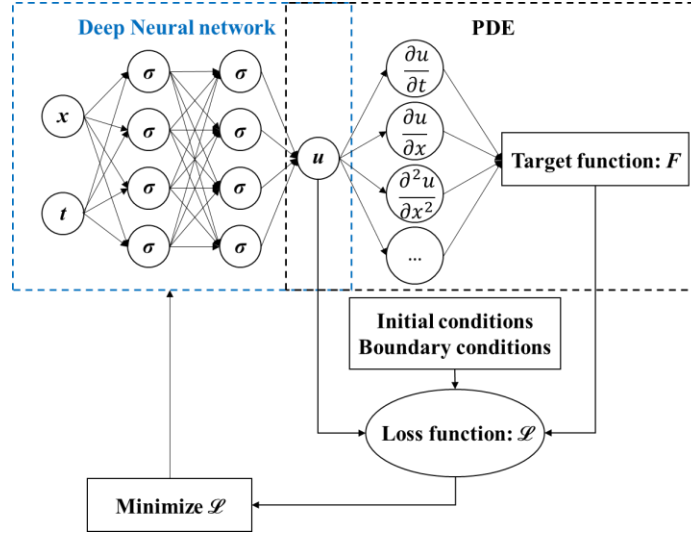 Deep Neural network
PDE
x
t
σ
σ
σ
σ
σ
σ
σ
σ
u
∂u/∂t
∂u/∂x
∂²u/∂x²
...
Target function: F
Initial conditions
Boundary conditions
Loss function: ℒ
Minimize ℒ